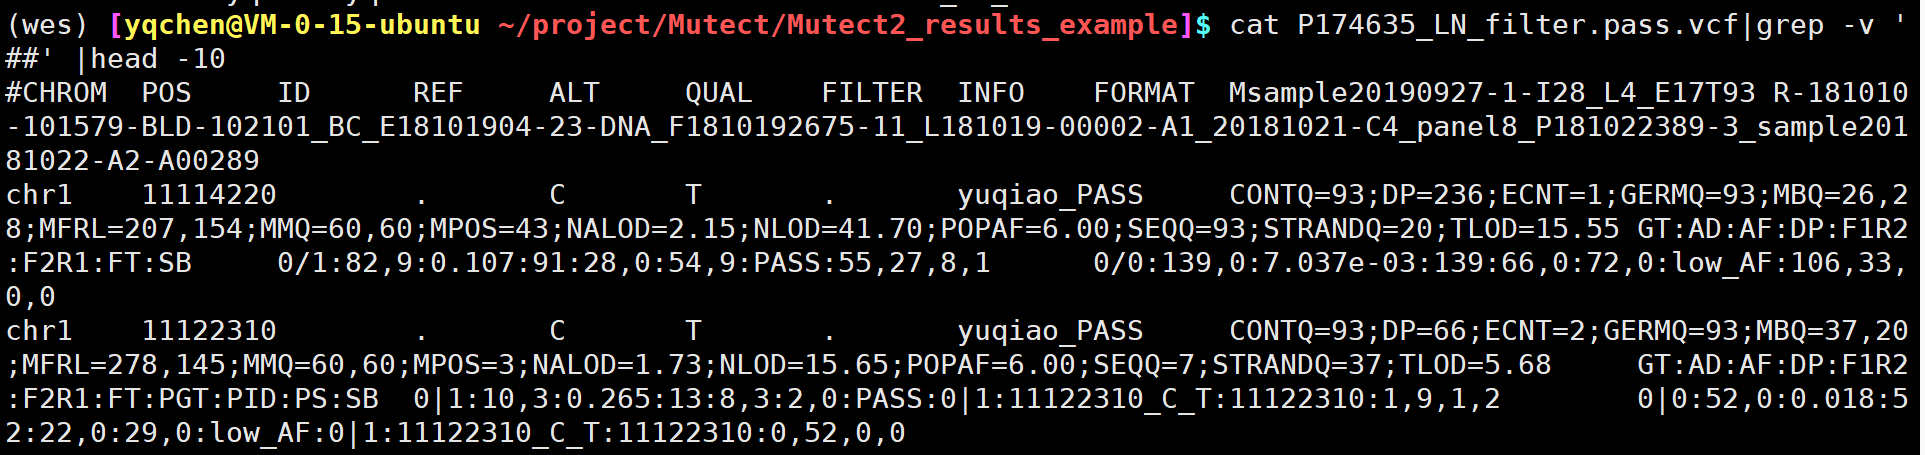 (wes) [yqchen@VM-0-15-ubuntu ~/project/Mutect/Mutect2_results_example]$ cat P174635_LN_filter.pass.vcf|grep -v '
##' |head -10
#CHROM  POS     ID      REF     ALT     QUAL    FILTER  INFO    FORMAT  Msample20190927-1-I28_L4_E17T93 R-181010
-101579-BLD-102101_BC_E18101904-23-DNA_F1810192675-11_L181019-00002-A1_20181021-C4_panel8_P181022389-3_sample201
81022-A2-A00289
chr1    11114220        .       C       T       .       yuqiao_PASS     CONTQ=93;DP=236;ECNT=1;GERMQ=93;MBQ=26,2
8;MFRL=207,154;MMQ=60,60;MPOS=43;NALOD=2.15;NLOD=41.70;POPAF=6.00;SEQQ=93;STRANDQ=20;TLOD=15.55 GT:AD:AF:DP:F1R2
:F2R1:FT:SB     0/1:82,9:0.107:91:28,0:54,9:PASS:55,27,8,1      0/0:139,0:7.037e-03:139:66,0:72,0:low_AF:106,33,
0,0
chr1    11122310        .       C       T       .       yuqiao_PASS     CONTQ=93;DP=66;ECNT=2;GERMQ=93;MBQ=37,20
;MFRL=278,145;MMQ=60,60;MPOS=3;NALOD=1.73;NLOD=15.65;POPAF=6.00;SEQQ=7;STRANDQ=37;TLOD=5.68     GT:AD:AF:DP:F1R2
:F2R1:FT:PGT:PID:PS:SB  0|1:10,3:0.265:13:8,3:2,0:PASS:0|1:11122310_C_T:11122310:1,9,1,2        0|0:52,0:0.018:5
2:22,0:29,0:low_AF:0|1:11122310_C_T:11122310:0,52,0,0